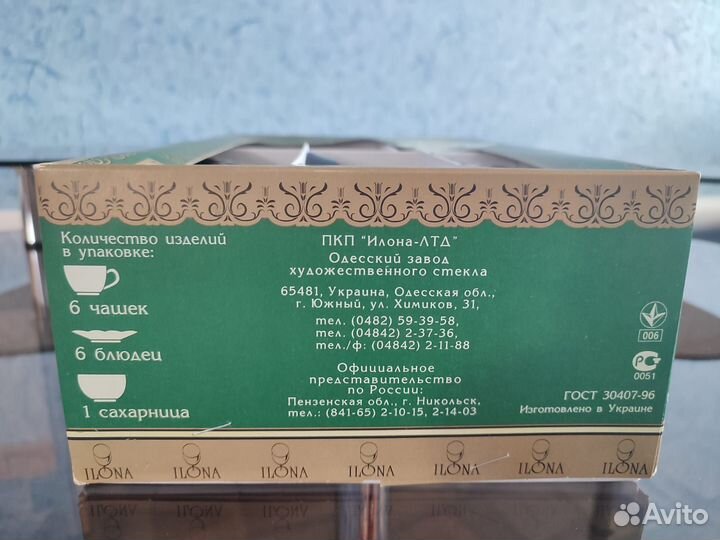 Количество изделий
в упаковке:
6 чашек
6 блюдец
1 сахарница
ПКП "Илона-ЛТД"
Одесский завод
художественного стекла
65481, Украина, Одесская обл.,
г. Южный, ул. Химиков, 31,
тел. (0482) 59-39-58,
тел. (04842) 2-37-36,
тел./ф: (04842) 2-11-88
Официальное
представительство
по России:
Пензенская обл., г. Никольск,
тел.: (841-65) 2-10-15, 2-14-03
006
РС
0051
ГОСТ 30407-96
Изготовлено в Украине
ILONA ILONA ILONA ILONA ILONA ILONA ILONA
Avito